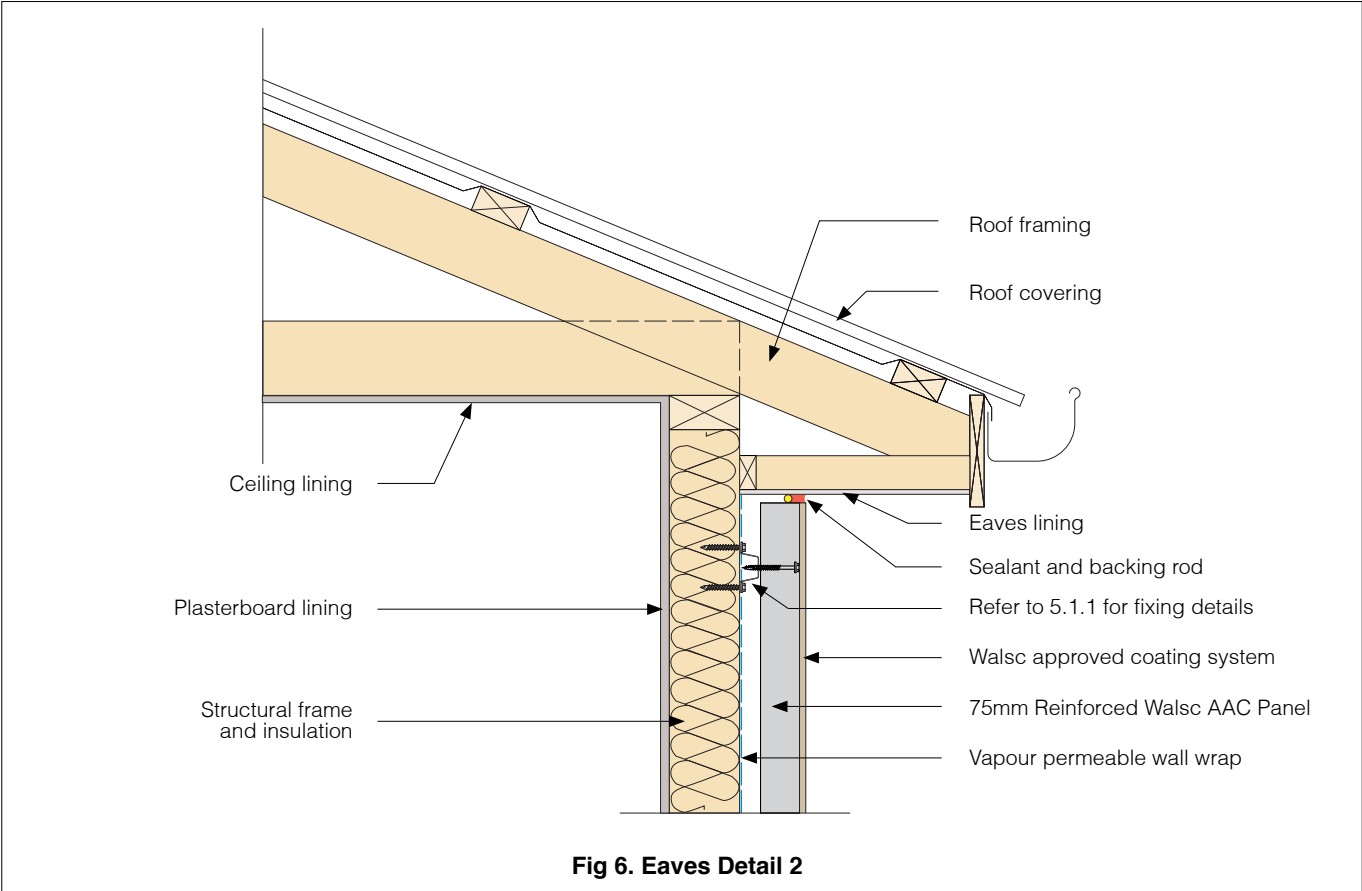 Roof framing
Roof covering
Ceiling lining
Eaves lining
Sealant and backing rod
Plasterboard lining
Refer to 5.1.1 for fixing details
Walsc approved coating system
Structural frame
and insulation
75mm Reinforced Walsc AAC Panel
Vapour permeable wall wrap
Fig 6. Eaves Detail 2